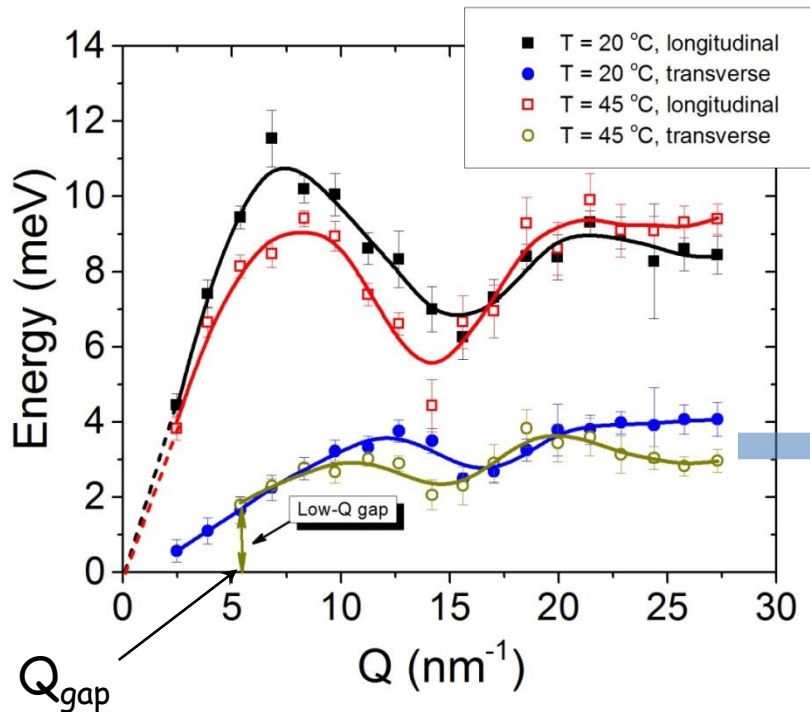 T = 20 °C, longitudinal
T = 20 °C, transverse
T = 45 °C, longitudinal
T = 45 °C, transverse
Energy (meV)
14
12
10
8
6
4
2
0
Low-Q gap
0 5 10 15 20 25 30
Q (nm⁻¹)
Qgap